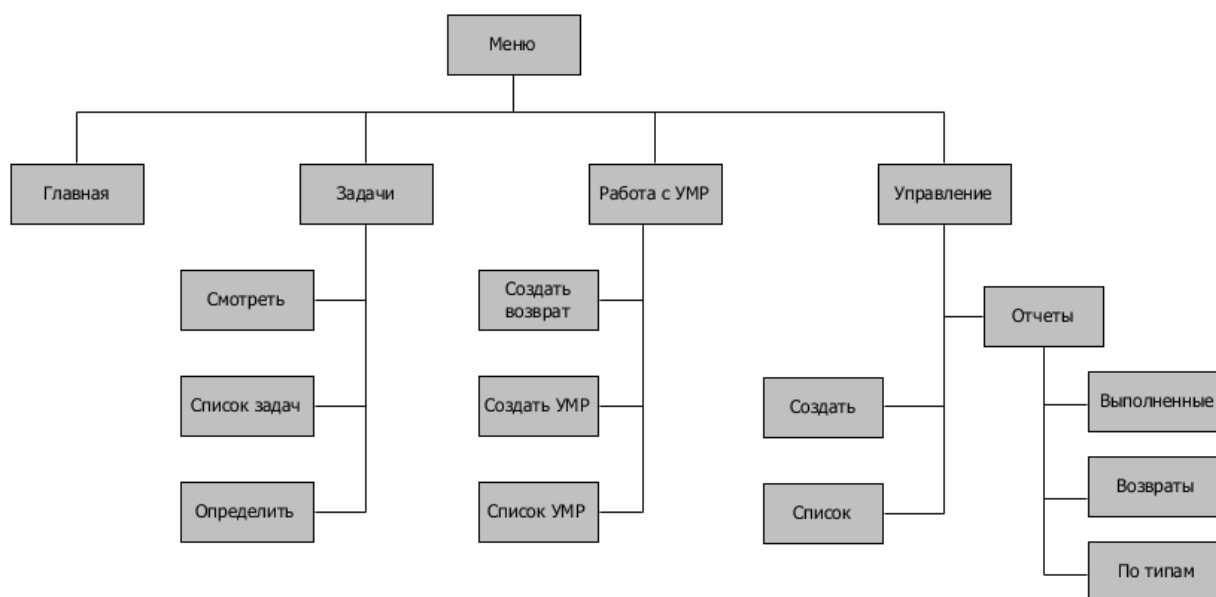 Меню
Главная
Задачи
Работа с УМР
Управление
Смотреть
Список задач
Определить
Создать
возврат
Создать УМР
Список УМР
Отчеты
Создать
Список
Выполненные
Возвраты
По типам